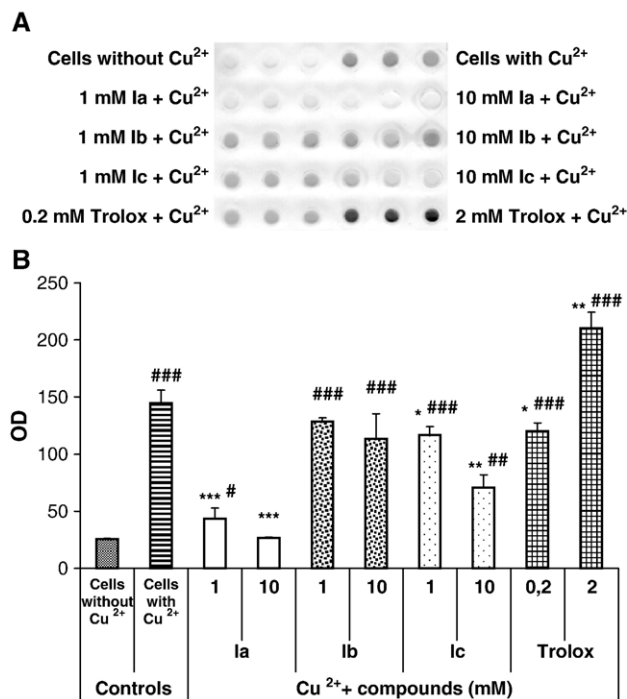 A
Cells without Cu²⁺ Cells with Cu²⁺
1 mM Ia + Cu²⁺ 10 mM Ia + Cu²⁺
1 mM Ib + Cu²⁺ 10 mM Ib + Cu²⁺
1 mM Ic + Cu²⁺ 10 mM Ic + Cu²⁺
0.2 mM Trolox + Cu²⁺ 2 mM Trolox + Cu²⁺
B
250
200
150
100
50
0
OD
###
*** #
***
###
###
* ###
** ##
* ###
** ###
Cells without Cu²⁺
Cells with Cu²⁺
1 10 1 10 1 10 0,2 2
Ia Ib Ic Trolox
Controls Cu ²⁺+ compounds (mM)